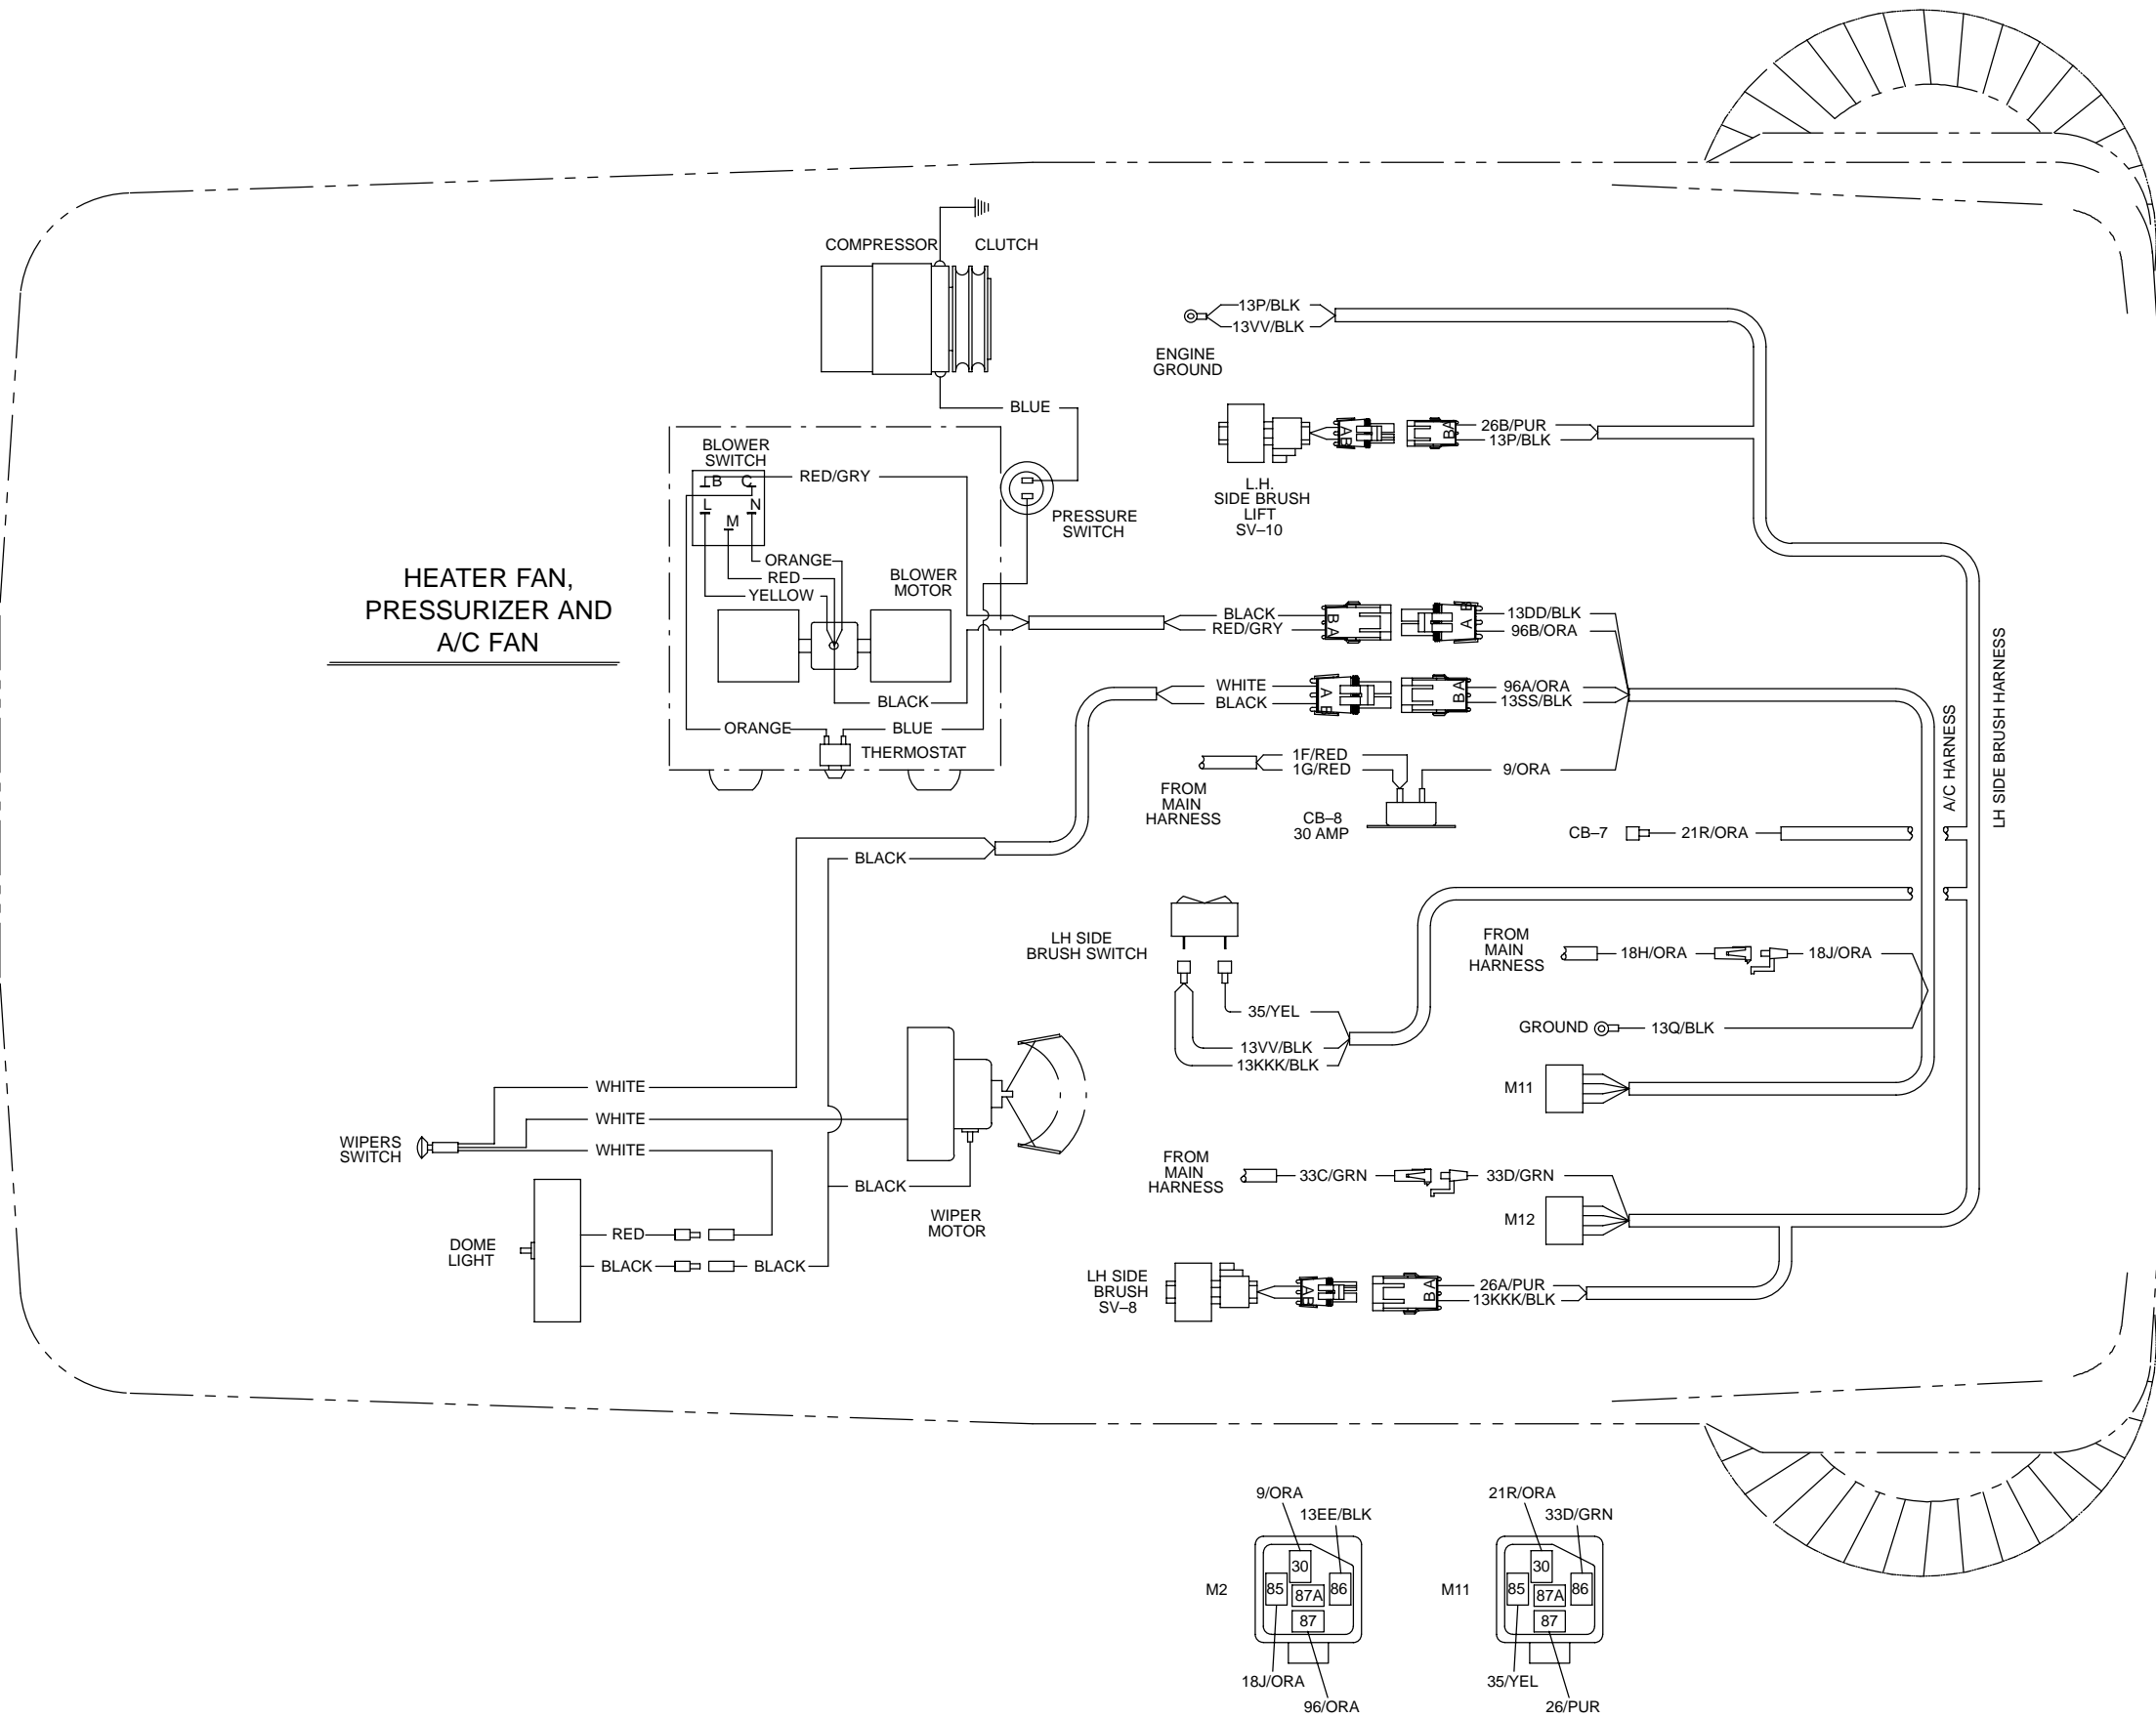 COMPRESSOR CLUTCH
BLUE
13P/BLK
13VV/BLK
ENGINE
GROUND
BLOWER
SWITCH
B C
L N
M
RED/GRY
PRESSURE
SWITCH
ORANGE
RED
YELLOW
BLOWER
MOTOR
BLACK
ORANGE
BLUE
THERMOSTAT
HEATER FAN,
PRESSURIZER AND
A/C FAN
A B
B A
26B/PUR
13P/BLK
L.H.
SIDE BRUSH
LIFT
SV–10
BLACK
RED/GRY
B A
B A
13DD/BLK
96B/ORA
WHITE
BLACK
A B
B A
96A/ORA
13SS/BLK
1F/RED
1G/RED
9/ORA
FROM
MAIN
HARNESS
CB–8
30 AMP
A/C HARNESS
LH SIDE BRUSH HARNESS
CB–7
21R/ORA
BLACK
LH SIDE
BRUSH SWITCH
FROM
MAIN
HARNESS
18H/ORA
18J/ORA
35/YEL
GROUND
13Q/BLK
13VV/BLK
13KKK/BLK
M11
WHITE
WHITE
WHITE
WIPERS
SWITCH
BLACK
WIPER
MOTOR
FROM
MAIN
HARNESS
33C/GRN
33D/GRN
M12
DOME
LIGHT
RED
BLACK
BLACK
LH SIDE
BRUSH
SV–8
A B
B A
26A/PUR
13KKK/BLK
9/ORA
13EE/BLK
M2
30
85
87A
86
87
18J/ORA
96/ORA
21R/ORA
33D/GRN
M11
30
85
87A
86
87
35/YEL
26/PUR